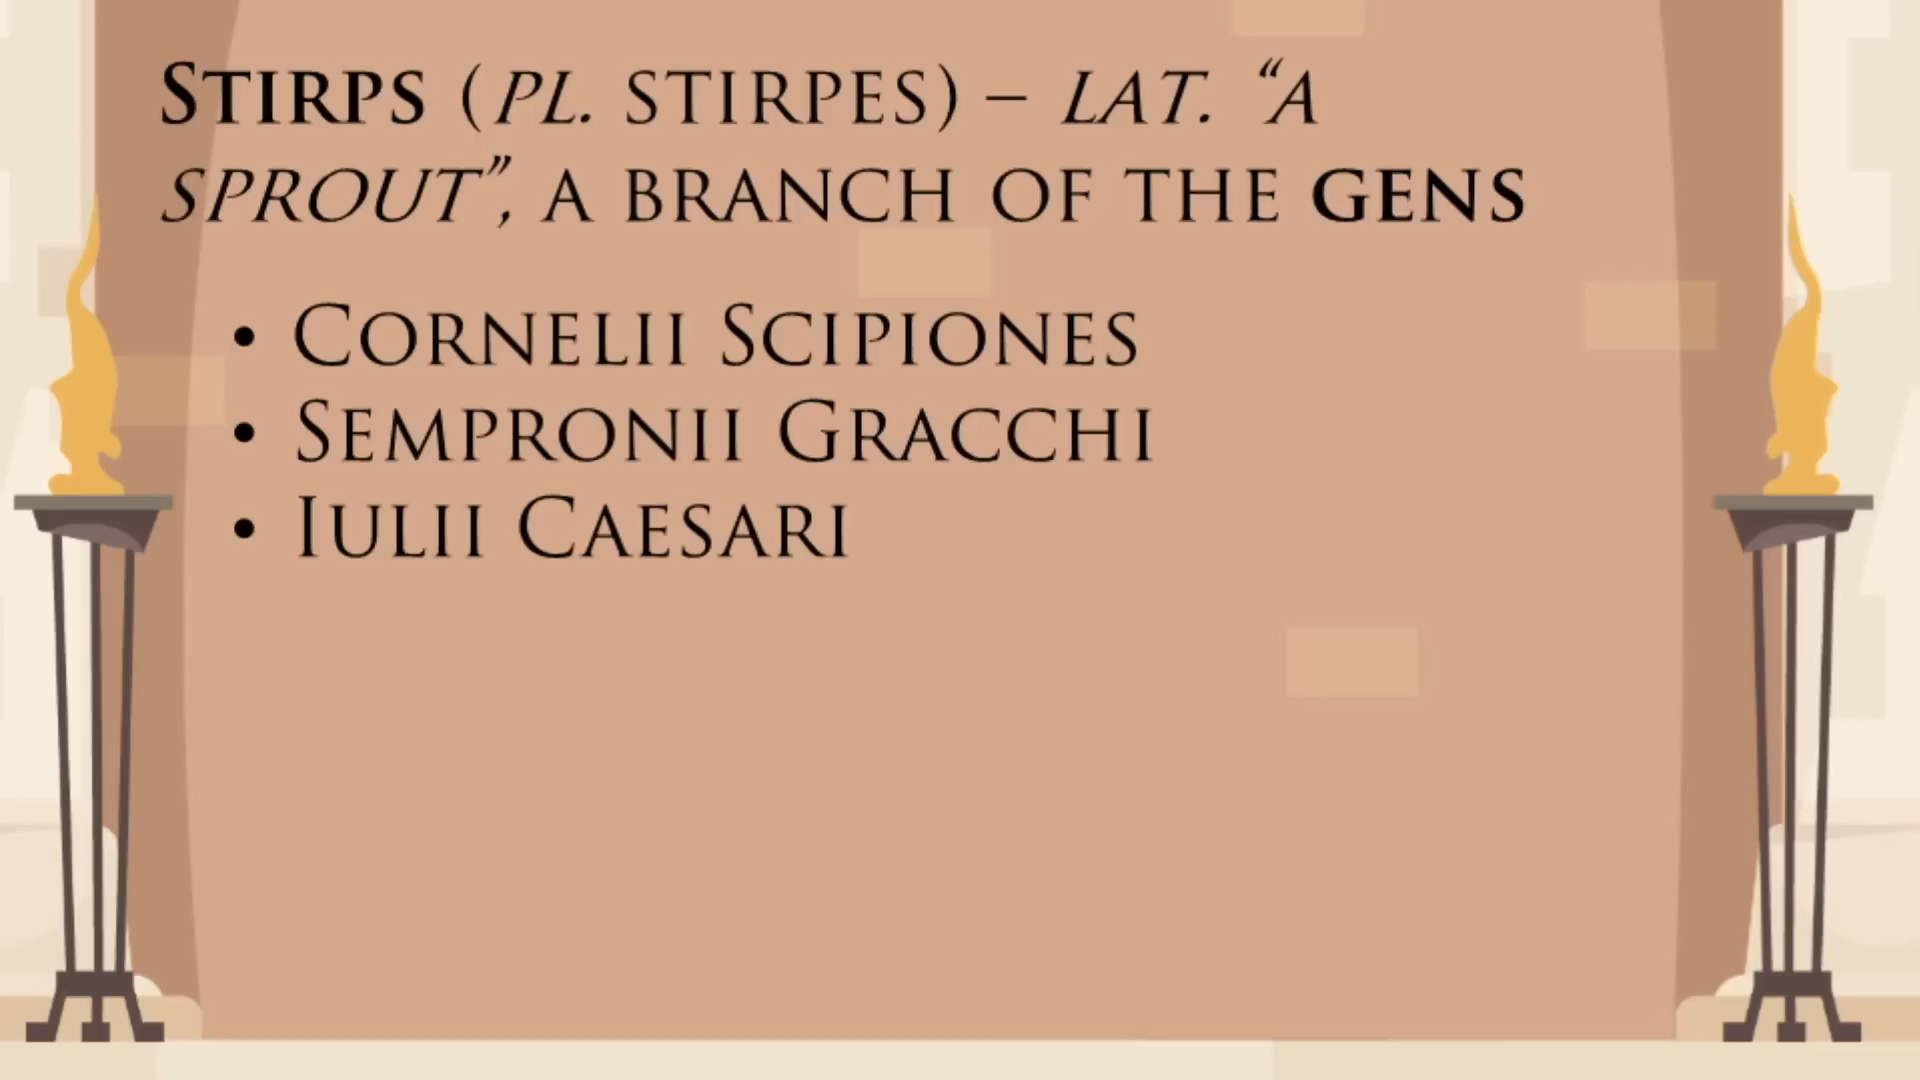 Stirps (pl. stirpes) – lat. “a
sprout”, a branch of the gens
• Cornelii Scipiones
• Sempronii Gracchi
• Iulii Caesari